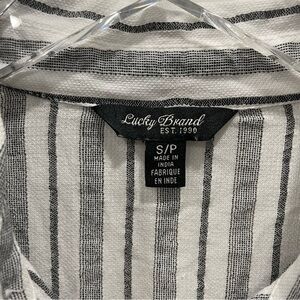 Lucky Brand
EST. 1990
S/P
MADE IN
INDIA
FABRIQUE
EN INDE